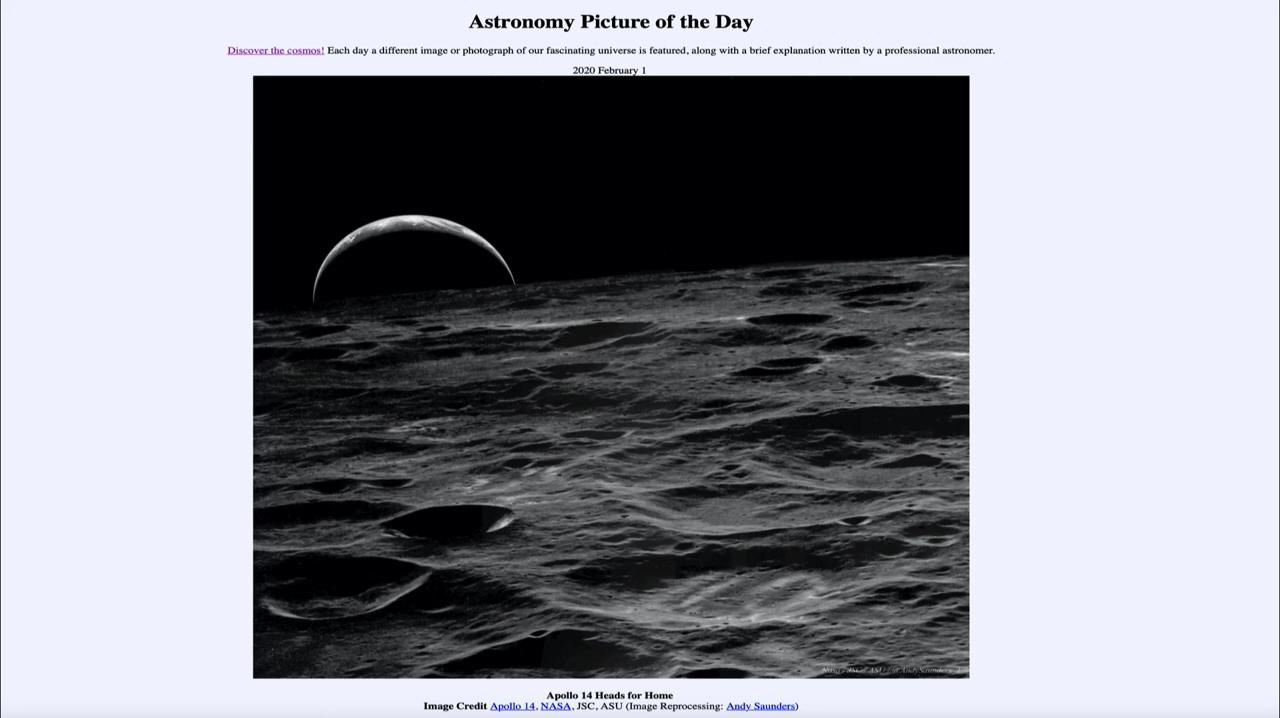 Astronomy Picture of the Day
Discover the cosmos! Each day a different image or photograph of our fascinating universe is featured, along with a brief explanation written by a professional astronomer.
2020 February 1
Apollo 14 Heads for Home
Image Credit Apollo 14, NASA, JSC, ASU (Image Reprocessing: Andy Saunders)